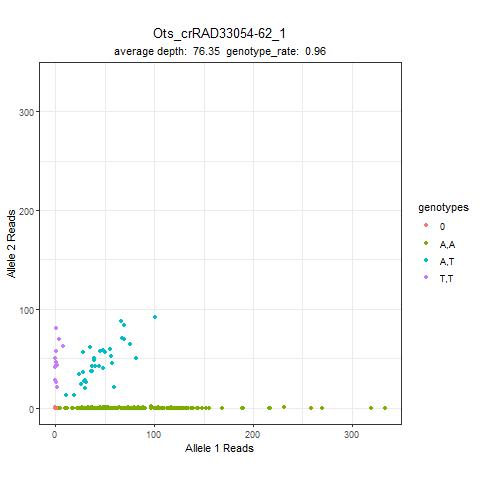 Ots_crRAD33054-62_1
average depth: 76.35 genotype_rate: 0.96
300
200
100
0
Allele 2 Reads
0 100 200 300
Allele 1 Reads
genotypes
0
A,A
A,T
T,T